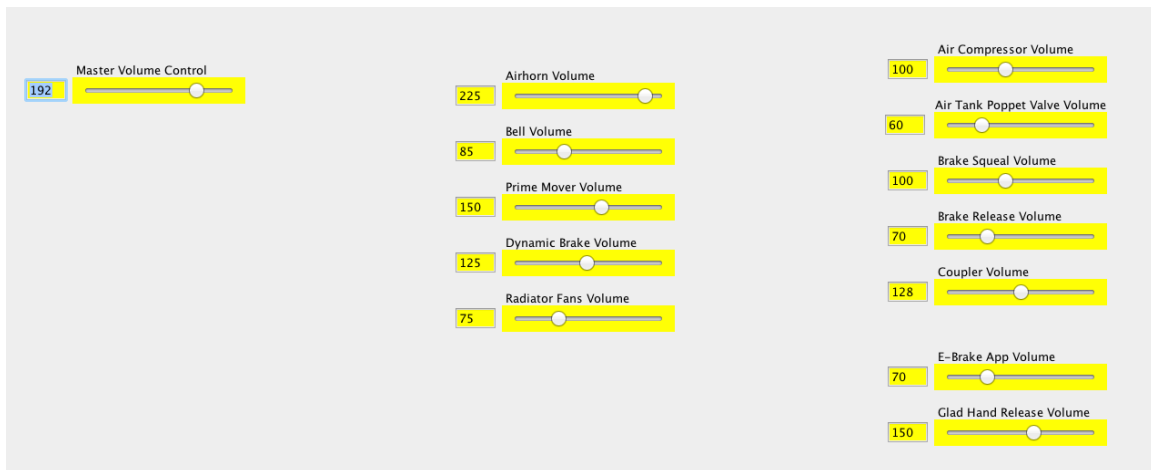 Master Volume Control
192
Airhorn Volume
225
Bell Volume
85
Prime Mover Volume
150
Dynamic Brake Volume
125
Radiator Fans Volume
75
Air Compressor Volume
100
Air Tank Poppet Valve Volume
60
Brake Squeal Volume
100
Brake Release Volume
70
Coupler Volume
128
E-Brake App Volume
70
Glad Hand Release Volume
150